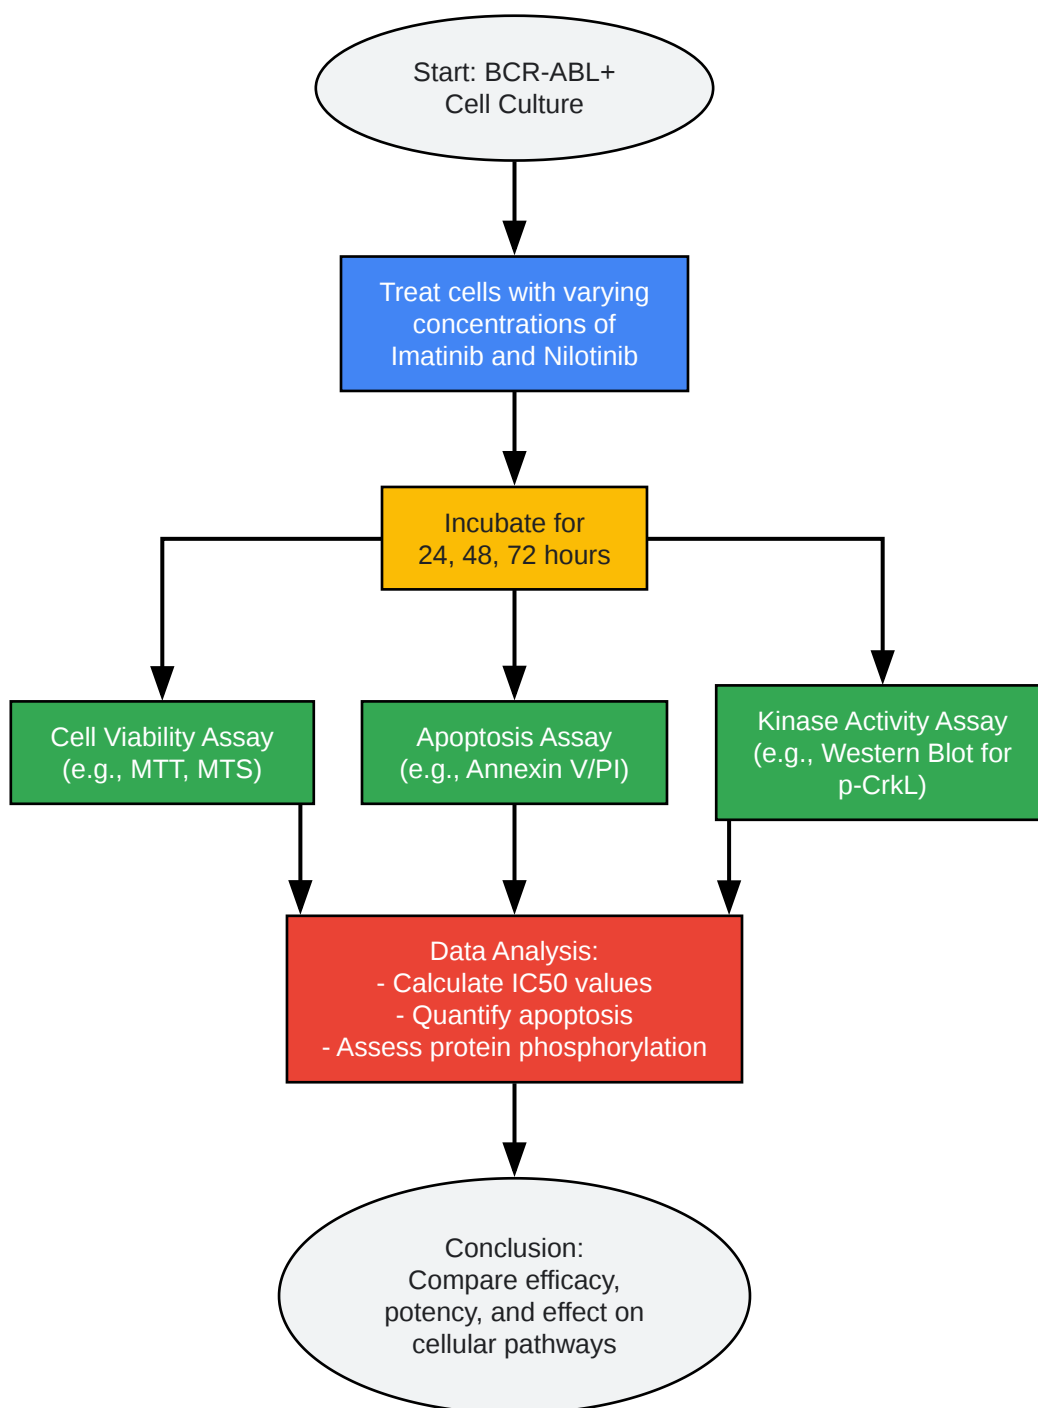 Start: BCR-ABL+
Cell Culture
Treat cells with varying
concentrations of
Imatinib and Nilotinib
Incubate for
24, 48, 72 hours
Cell Viability Assay
(e.g., MTT, MTS)
Apoptosis Assay
(e.g., Annexin V/PI)
Kinase Activity Assay
(e.g., Western Blot for
p-CrkL)
Data Analysis:
- Calculate IC50 values
- Quantify apoptosis
- Assess protein phosphorylation
Conclusion:
Compare efficacy,
potency, and effect on
cellular pathways